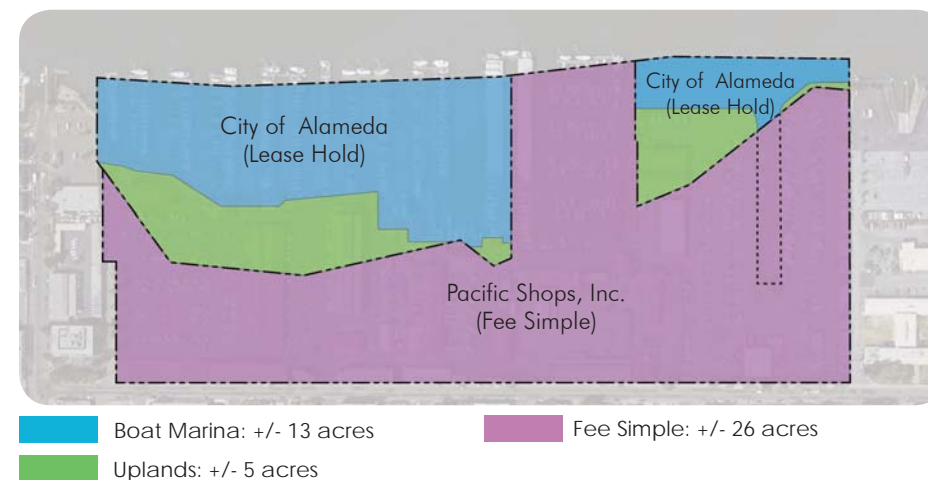 City of Alameda
(Lease Hold)
City of Alameda
(Lease Hold)
Pacific Shops, Inc.
(Fee Simple)
Boat Marina: +/- 13 acres
Fee Simple: +/- 26 acres
Uplands: +/- 5 acres